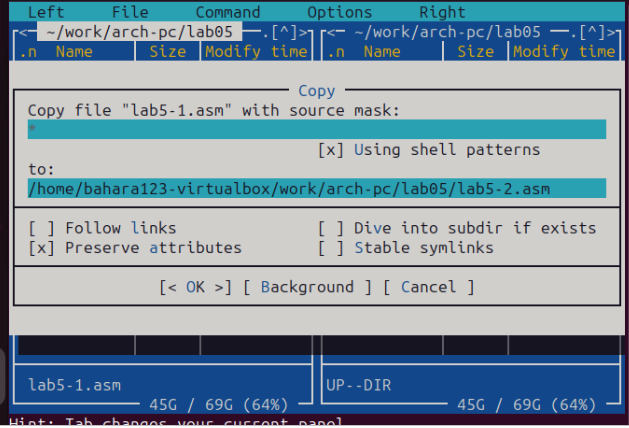 Left File Command Options Right
<- ~/work/arch-pc/lab05 -.[^]>
<- ~/work/arch-pc/lab05 -.[^]>
.n Name Size Modify time
.n Name Size Modify time
Copy
Copy file "lab5-1.asm" with source mask:
*
[x] Using shell patterns
to:
/home/bahara123-virtualbox/work/arch-pc/lab05/lab5-2.asm
[ ] Follow links [ ] Dive into subdir if exists
[x] Preserve attributes [ ] Stable symlinks
[< OK >] [ Background ] [ Cancel ]
lab5-1.asm UP--DIR
45G / 69G (64%) 45G / 69G (64%)
Hint: Tab changes your current panel.